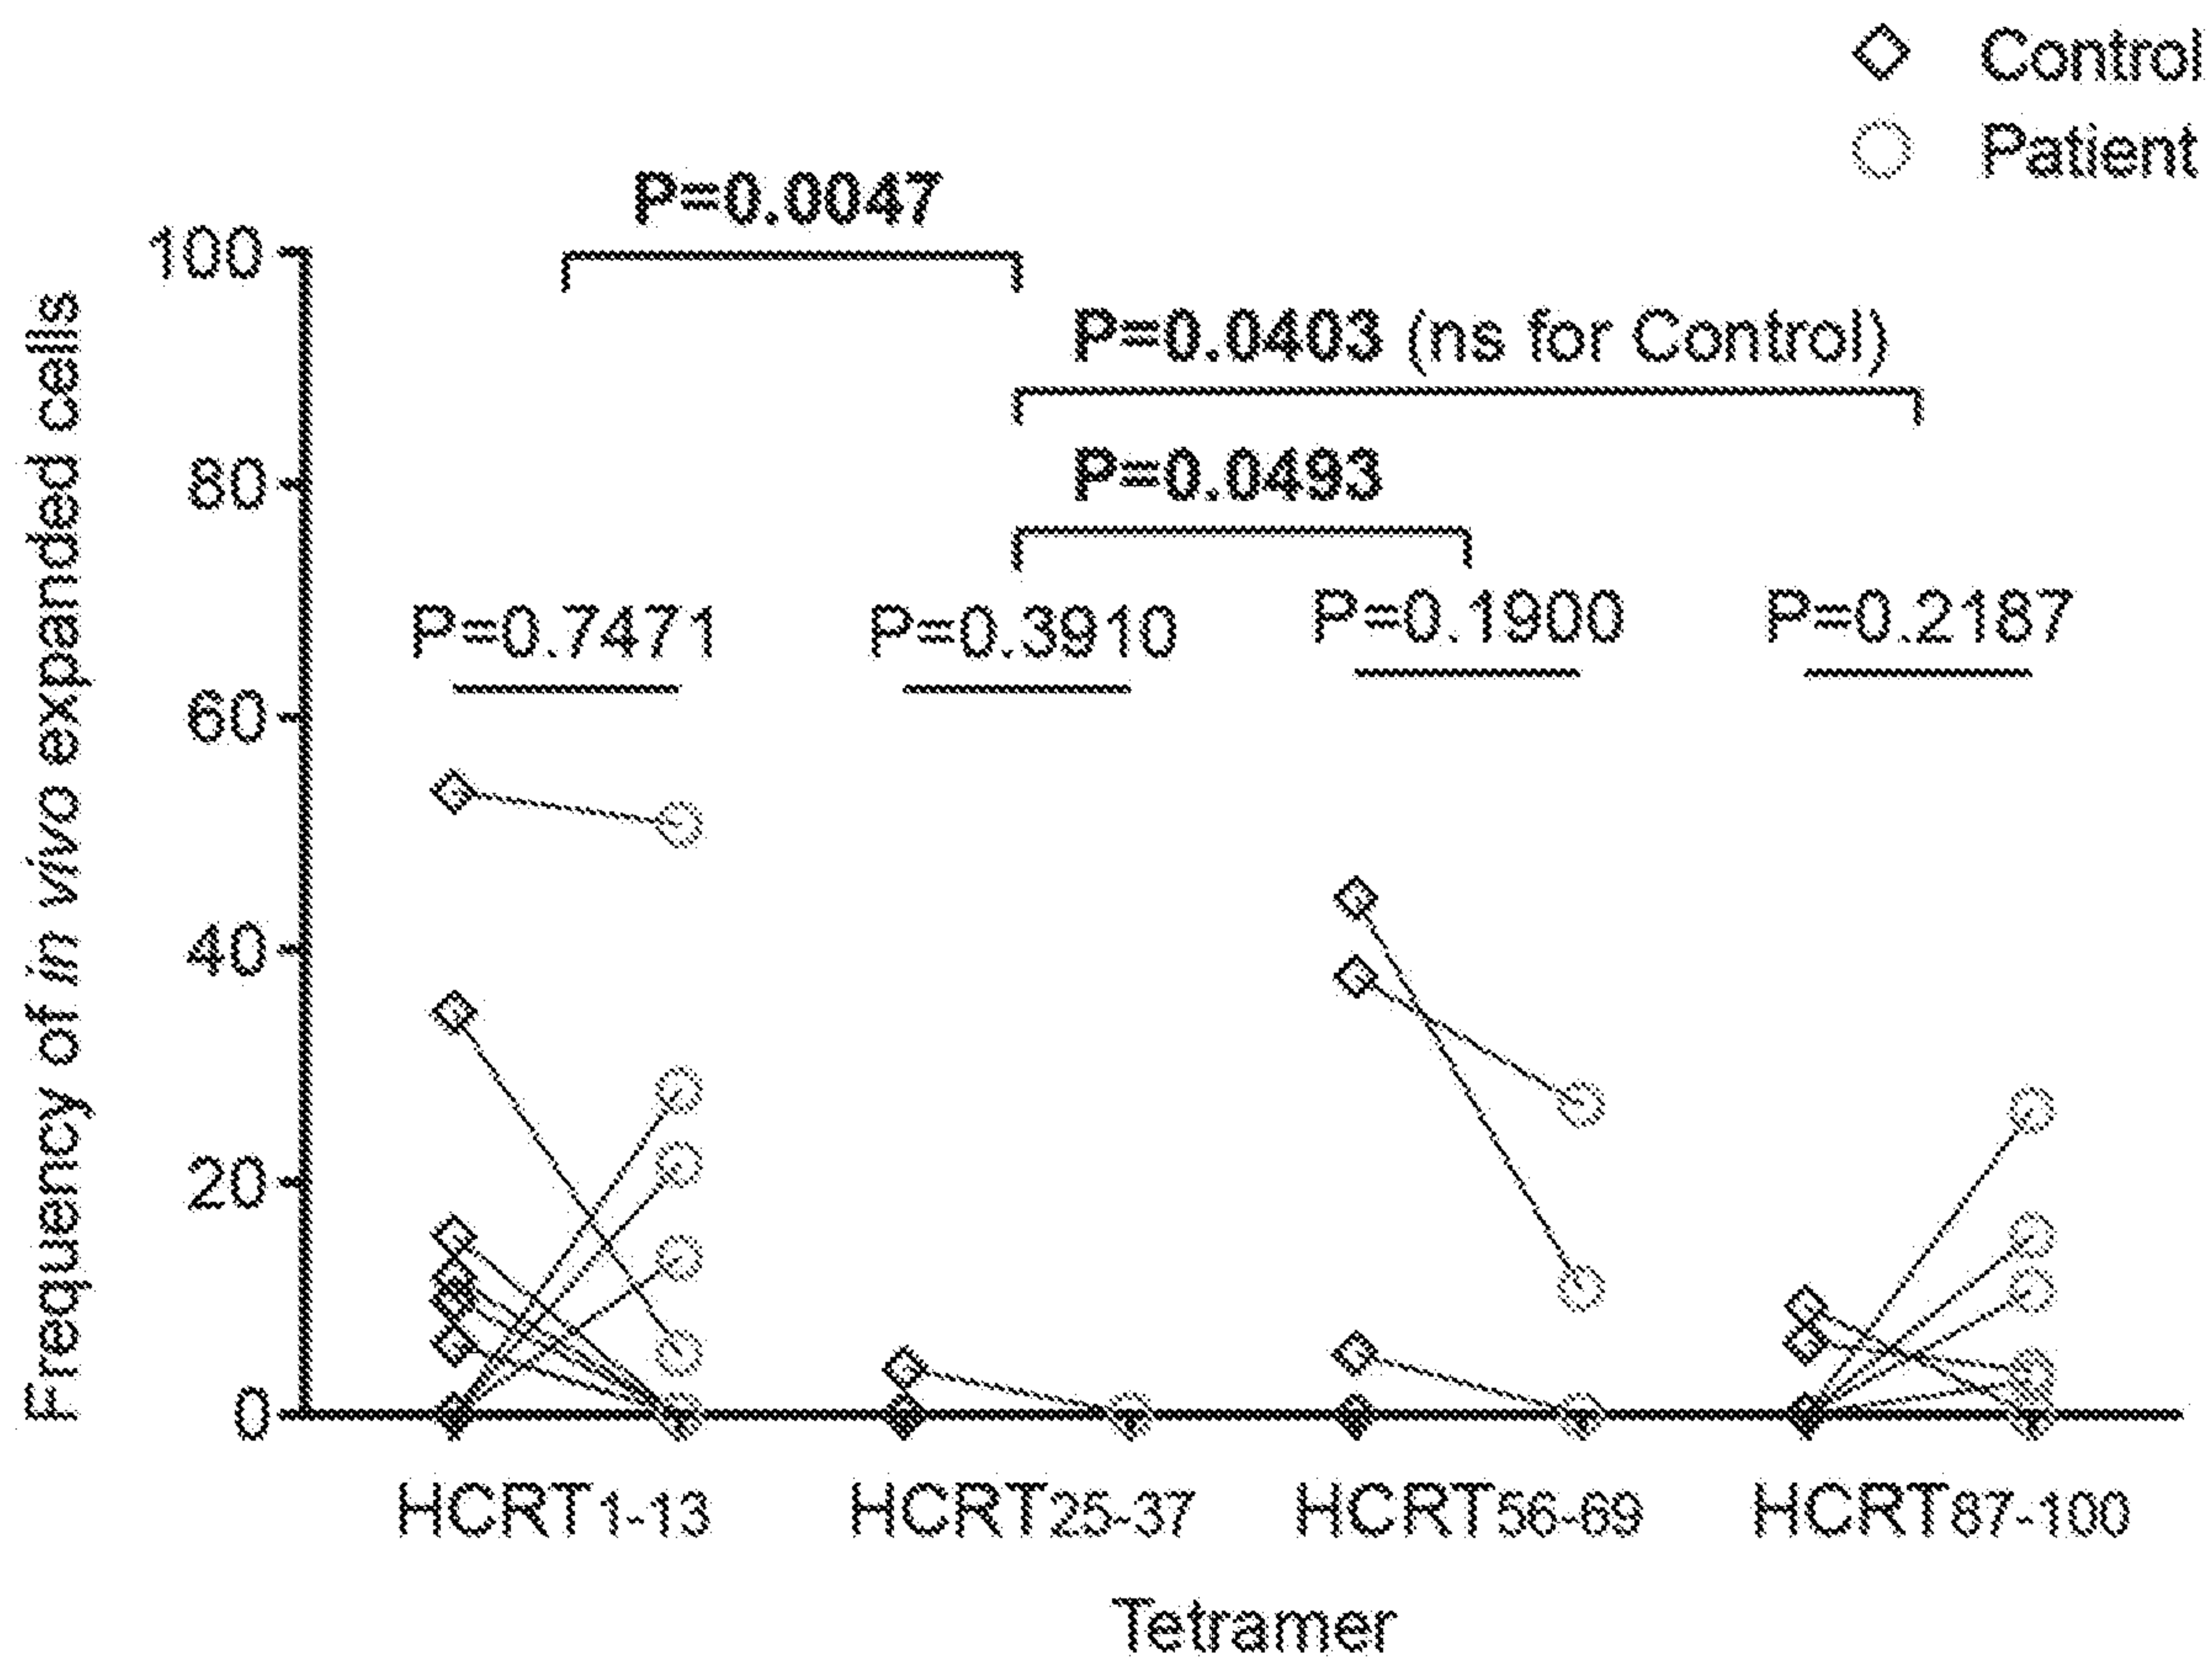 Control
Patient
P=0.0047
100
P=0.0403 (ns for Control)
80
P=0.0493
P=0.7471
P=0.3910
P=0.1900
P=0.2187
60
40
20
0
Frequency of in vivo expanded cells
HCRT1-13
HCRT25-37
HCRT56-69
HCRT87-100
Tetramer